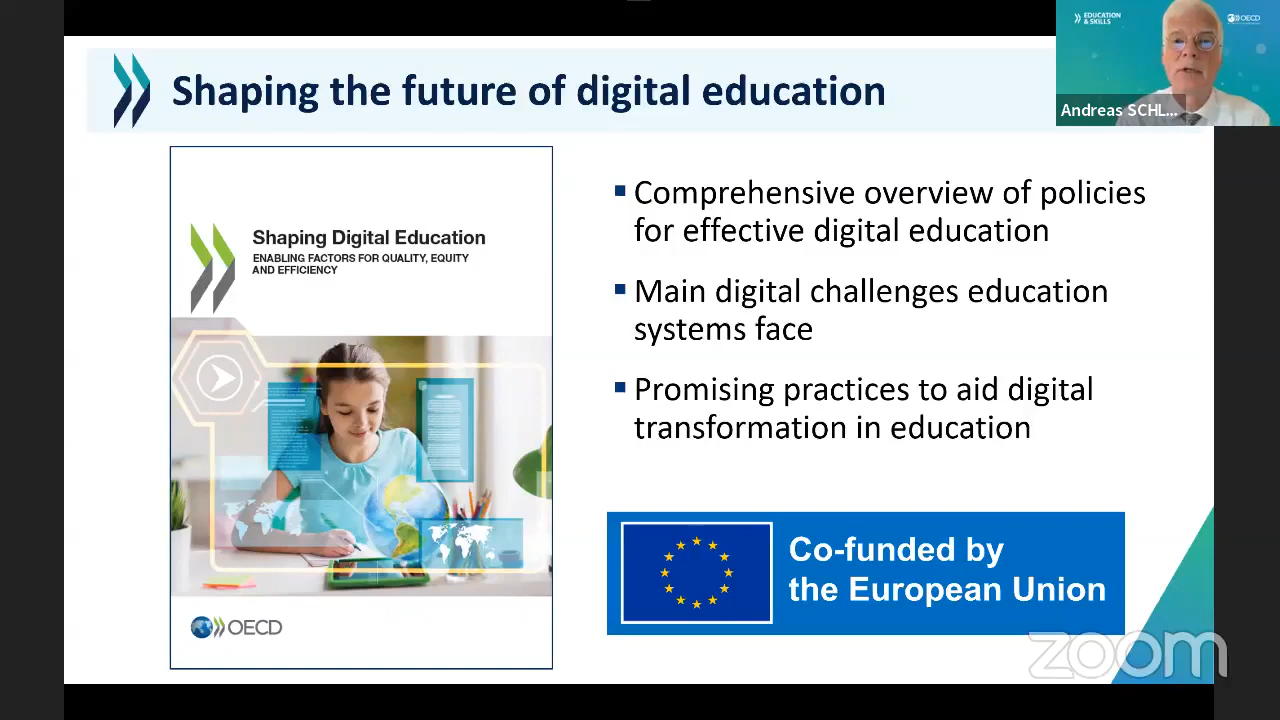 EDUCATION
& SKILLS
OECD
Andreas SCHL...
Shaping the future of digital education
Shaping Digital Education
ENABLING FACTORS FOR QUALITY, EQUITY
AND EFFICIENCY
OECD
Comprehensive overview of policies
for effective digital education
Main digital challenges education
systems face
Promising practices to aid digital
transformation in education
Co-funded by
the European Union
zoom